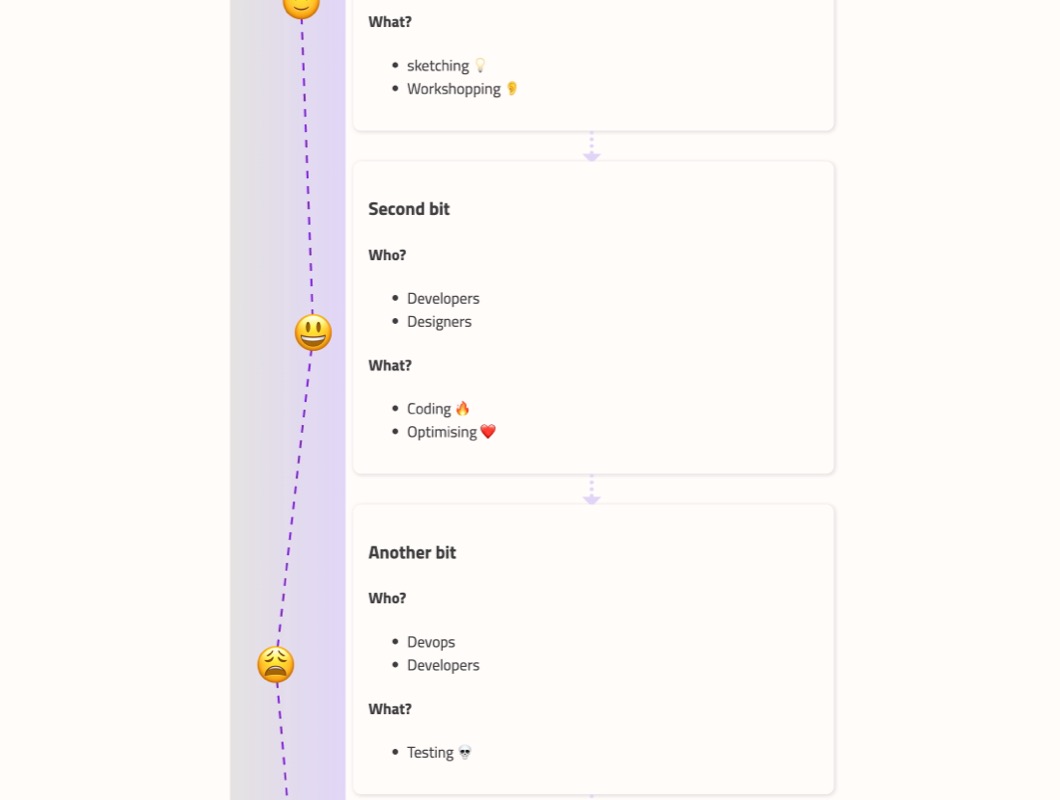 What?
sketching 💡
Workshopping 👂
Second bit
Who?
Developers
Designers
What?
Coding 🔥
Optimising ❤️
Another bit
Who?
Devops
Developers
What?
Testing 💀